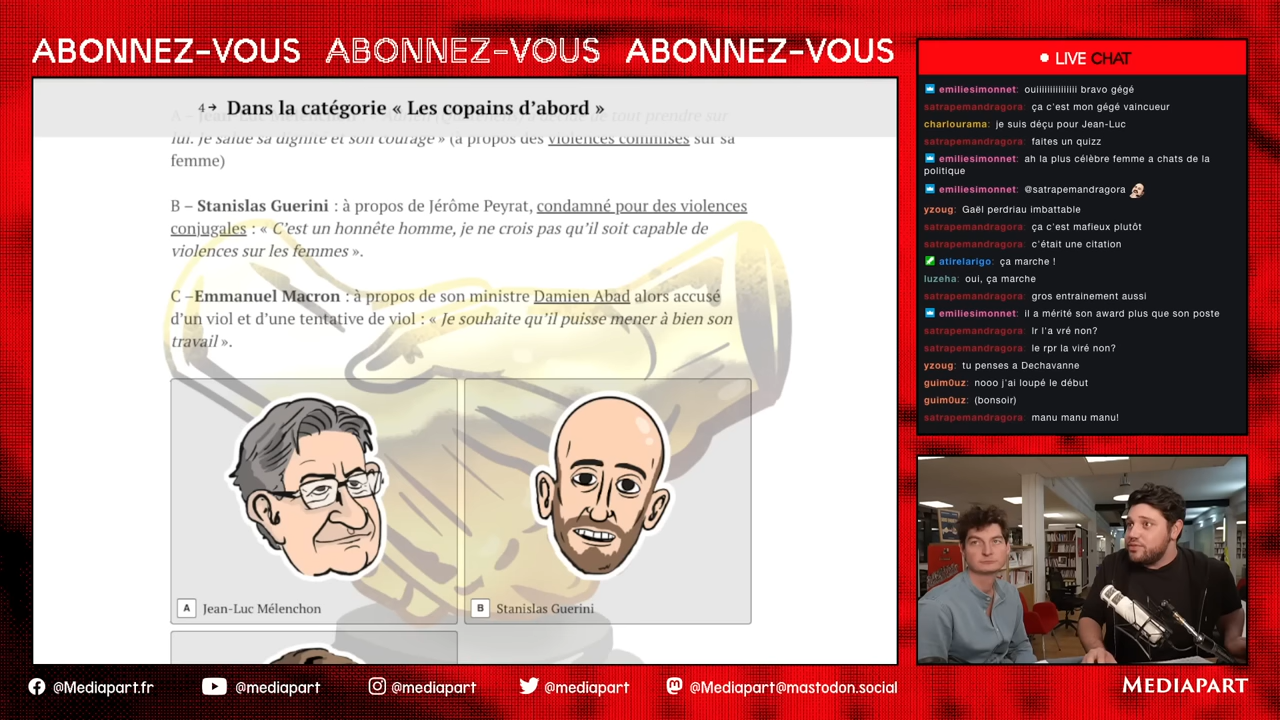 ABONNEZ-VOUS ABONNEZ-VOUS ABONNEZ-VOUS
4→ Dans la catégorie « Les copains d'abord »
tout prendre sur
lui. Je salue sa dignité et son courage » (à propos des violences commises sur sa
femme)
B – Stanislas Guerini : à propos de Jérôme Peyrat, condamné pour des violences
conjugales : « C'est un honnête homme, je ne crois pas qu'il soit capable de
violences sur les femmes ».
C –Emmanuel Macron : à propos de son ministre Damien Abad alors accusé
d'un viol et d'une tentative de viol : « Je souhaite qu'il puisse mener à bien son
travail ».
A Jean-Luc Mélenchon
B Stanislas Guerini
LIVE CHAT
emiliesimonnet: ouiiiiiiiiiiiiiii bravo gégé
satrapemandragora: ça c'est mon gégé vaincueur
charlourama: je suis déçu pour Jean-Luc
satrapemandragora: faites un quizz
emiliesimonnet: ah la plus célèbre femme a chats de la
politique
emiliesimonnet: @satrapemandragora
yzoug: Gaël perdriau imbattable
satrapemandragora: ça c'est mafieux plutôt
satrapemandragora: c'était une citation
atirelarigo: ça marche !
luzeha: oui, ça marche
satrapemandragora: gros entrainement aussi
emiliesimonnet: il a mérité son award plus que son poste
satrapemandragora: lr l'a vré non?
satrapemandragora: le rpr la viré non?
yzoug: tu penses a Dechavanne
guim0uz: nooo j'ai loupé le début
guim0uz: (bonsoir)
satrapemandragora: manu manu manu!
@Mediapart.fr @mediapart @mediapart @mediapart @Mediapart@mastodon.social
MEDIAPART